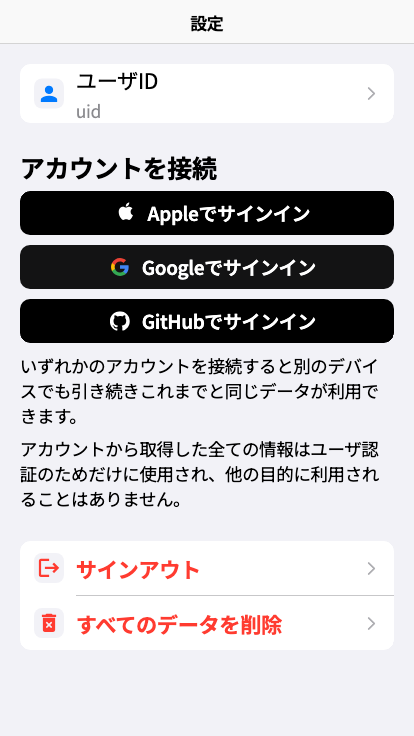 設定
ユーザID
uid
アカウントを接続
Appleでサインイン
Googleでサインイン
GitHubでサインイン
いずれかのアカウントを接続すると別のデバイ
スでも引き続きこれまでと同じデータが利用で
きます。
アカウントから取得した全ての情報はユーザ認
証のためだけに使用され、他の目的に利用され
ることはありません。
サインアウト
すべてのデータを削除